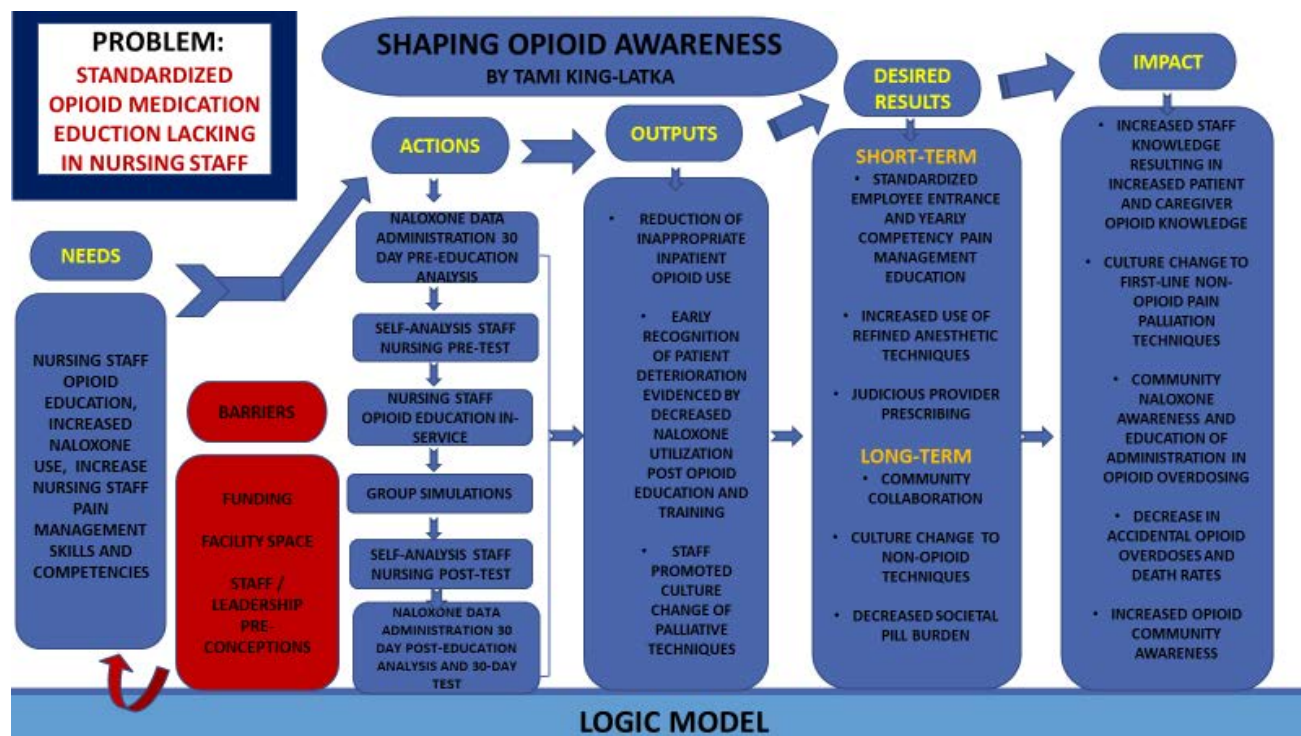 PROBLEM:
STANDARDIZED
OPIOID MEDICATION
EDUCTION LACKING
IN NURSING STAFF
SHAPING OPIOID AWARENESS
BY TAMI KING-LATKA
NEEDS
NURSING STAFF
OPIOID
EDUCATION,
INCREASED
NALOXONE
USE, INCREASE
NURSING STAFF
PAIN
MANAGEMENT
SKILLS AND
COMPETENCIES
BARRIERS
FUNDING
FACILITY SPACE
STAFF /
LEADERSHIP
PRE-
CONCEPTIONS
ACTIONS
NALOXONE DATA
ADMINISTRATION 30
DAY PRE-EDUCATION
ANALYSIS
SELF-ANALYSIS STAFF
NURSING PRE-TEST
NURSING STAFF
OPIOID EDUCATION IN-
SERVICE
GROUP SIMULATIONS
SELF-ANALYSIS STAFF
NURSING POST-TEST
NALOXONE DATA
ADMINISTRATION 30
DAY POST-EDUCATION
ANALYSIS AND 30-DAY
TEST
OUTPUTS
• REDUCTION OF
INAPPROPRIATE
INPATIENT
OPIOID USE
• EARLY
RECOGNITION
OF PATIENT
DETERIORATION
EVIDENCED BY
DECREASED
NALOXONE
UTILIZATION
POST OPIOID
EDUCATION AND
TRAINING
• STAFF
PROMOTED
CULTURE
CHANGE OF
PALLIATIVE
TECHNIQUES
DESIRED
RESULTS
SHORT-TERM
• STANDARDIZED
EMPLOYEE ENTRANCE
AND YEARLY
COMPETENCY PAIN
MANAGEMENT
EDUCATION
• INCREASED USE OF
REFINED ANESTHETIC
TECHNIQUES
• JUDICIOUS PROVIDER
PRESCRIBING
LONG-TERM
• COMMUNITY
COLLABORATION
• CULTURE CHANGE TO
NON-OPIOID
TECHNIQUES
• DECREASED SOCIETAL
PILL BURDEN
IMPACT
• INCREASED STAFF
KNOWLEDGE
RESULTING IN
INCREASED PATIENT
AND CAREGIVER
OPIOID KNOWLEDGE
• CULTURE CHANGE TO
FIRST-LINE NON-
OPIOID PAIN
PALLIATION
TECHNIQUES
• COMMUNITY
NALOXONE
AWARENESS AND
EDUCATION OF
ADMINISTRATION IN
OPIOID OVERDOSING
• DECREASE IN
ACCIDENTAL OPIOID
OVERDOSES AND
DEATH RATES
• INCREASED OPIOID
COMMUNITY
AWARENESS
LOGIC MODEL